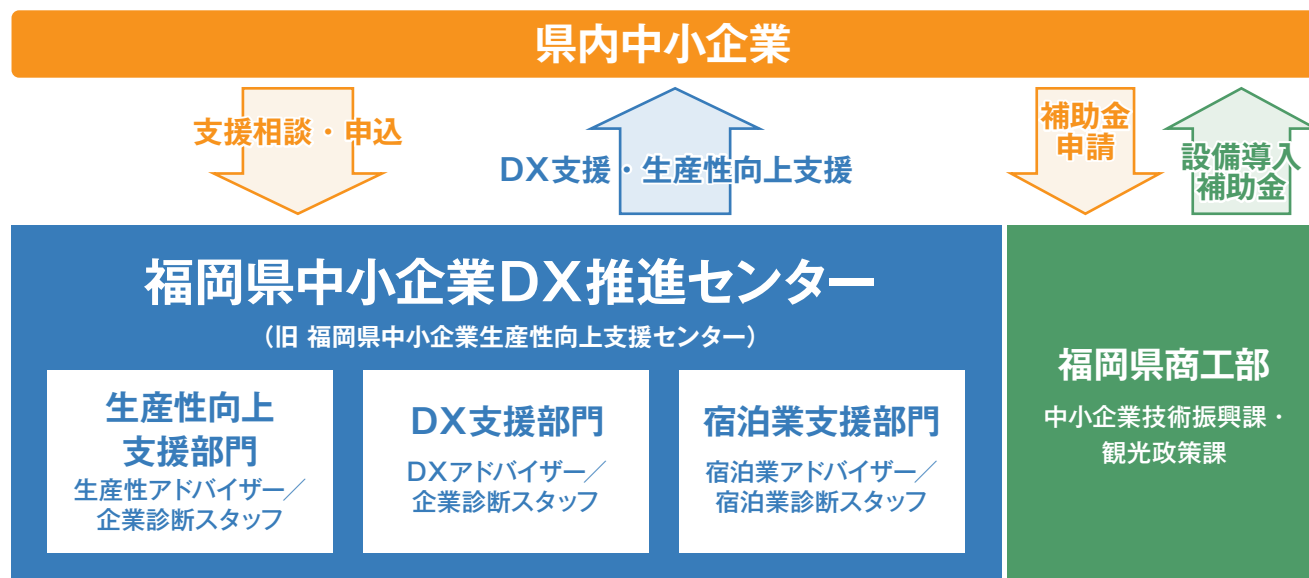 県内中小企業
支援相談・申込
DX支援・生産性向上支援
補助金
申請
設備導入
補助金
福岡県中小企業DX推進センター
（旧 福岡県中小企業生産性向上支援センター）
生産性向上
支援部門
生産性アドバイザー／
企業診断スタッフ
DX支援部門
DXアドバイザー／
企業診断スタッフ
宿泊業支援部門
宿泊業アドバイザー／
宿泊業診断スタッフ
福岡県商工部
中小企業技術振興課・
観光政策課